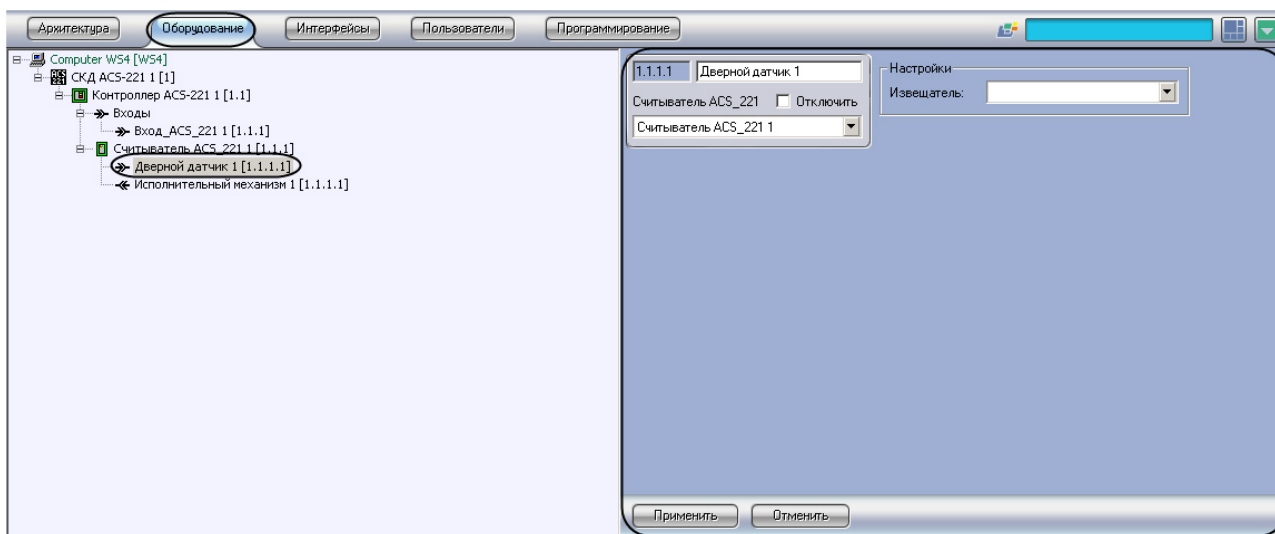 Архитектура Оборудование Интерфейсы Пользователи Программирование
Computer WS4 [WS4]
СКД ACS-221 1 [1]
Контроллер ACS-221 1 [1.1]
Входы
Вход_ACS_221 1 [1.1.1]
Считыватель ACS_221 1 [1.1.1]
Дверной датчик 1 [1.1.1.1]
Исполнительный механизм 1 [1.1.1.1]
1.1.1.1 Дверной датчик 1
Считыватель ACS_221 Отключить
Считыватель ACS_221 1
Настройки
Извещатель:
Применить Отменить